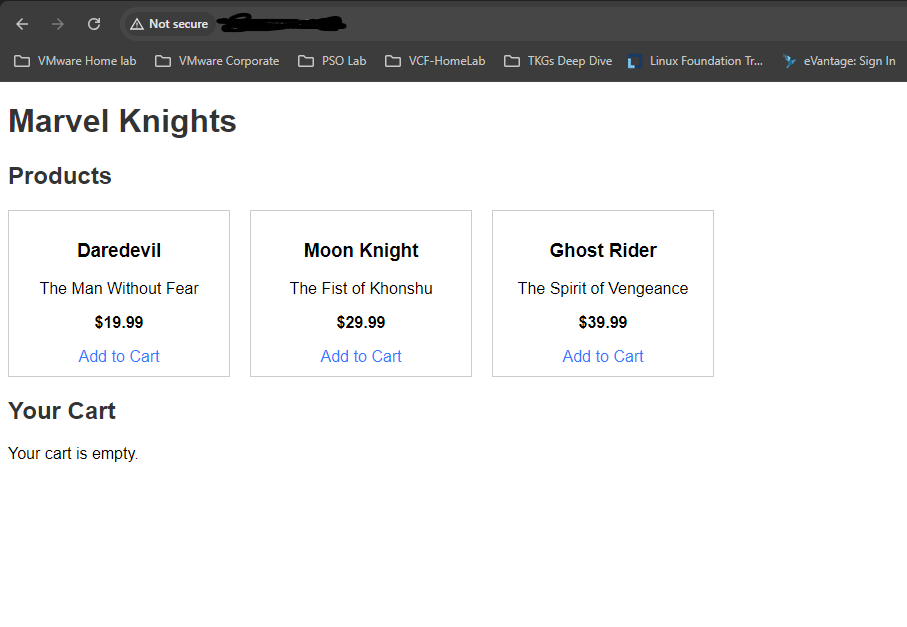 Not secure
VMware Home lab VMware Corporate PSO Lab VCF-HomeLab TKGs Deep Dive Linux Foundation Tr... eVantage: Sign In
Marvel Knights
Products
Daredevil
The Man Without Fear
$19.99
Add to Cart
Moon Knight
The Fist of Khonshu
$29.99
Add to Cart
Ghost Rider
The Spirit of Vengeance
$39.99
Add to Cart
Your Cart
Your cart is empty.